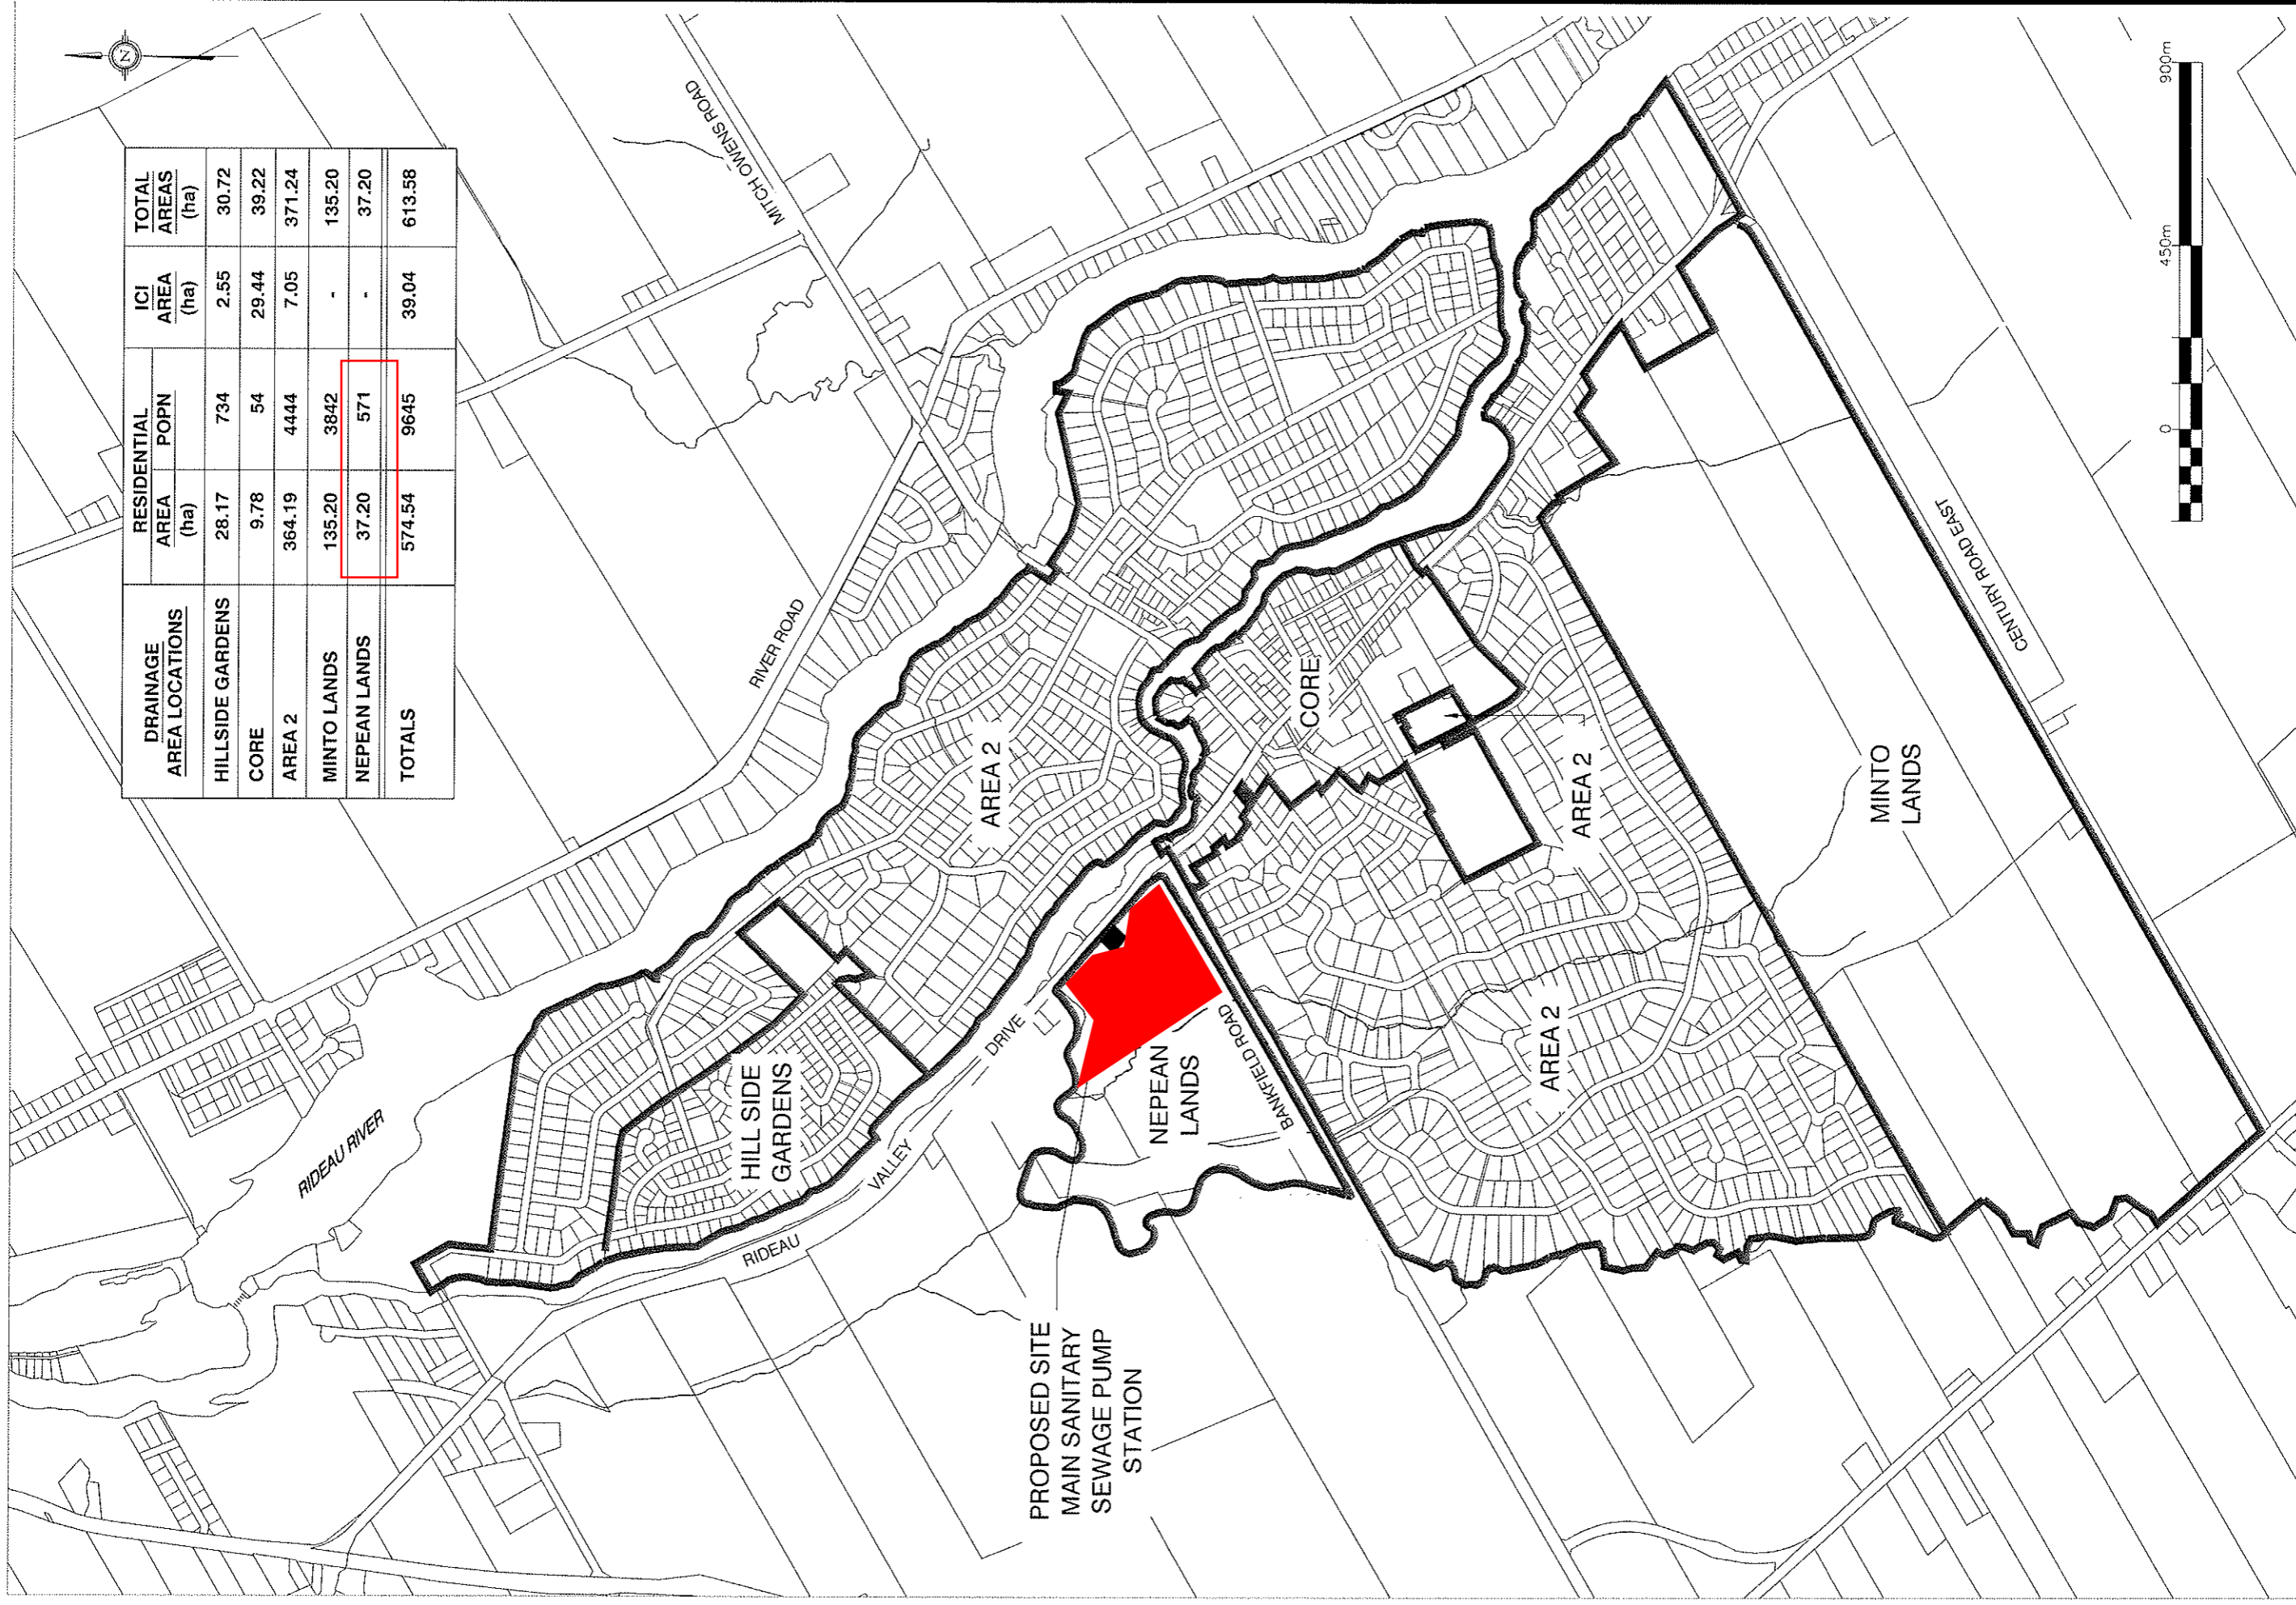 DRAINAGE
AREA LOCATIONS
RESIDENTIAL
AREA
(ha)
POPN
ICI
AREA
(ha)
TOTAL
AREAS
(ha)
HILLSIDE GARDENS 28.17 734 2.55 30.72
CORE 9.78 54 29.44 39.22
AREA 2 364.19 4444 7.05 371.24
MINTO LANDS 135.20 3842 - 135.20
NEPEAN LANDS 37.20 571 - 37.20
TOTALS 574.54 9645 39.04 613.58
N
MITCH OWENS ROAD
RIVER ROAD
RIDEAU RIVER
HILL SIDE
GARDENS
AREA 2
RIDEAU
VALLEY
DRIVE
PROPOSED SITE
MAIN SANITARY
SEWAGE PUMP
STATION
NEPEAN
LANDS
BANKFIELD ROAD
CORE
AREA 2
AREA 2
MINTO
LANDS
CENTURY ROAD EAST
0
450m
900m